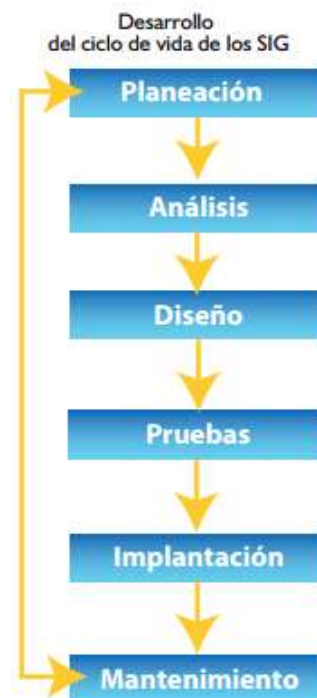 Desarrollo
del ciclo de vida de los SIG
Planeación
Análisis
Diseño
Pruebas
Implantación
Mantenimiento